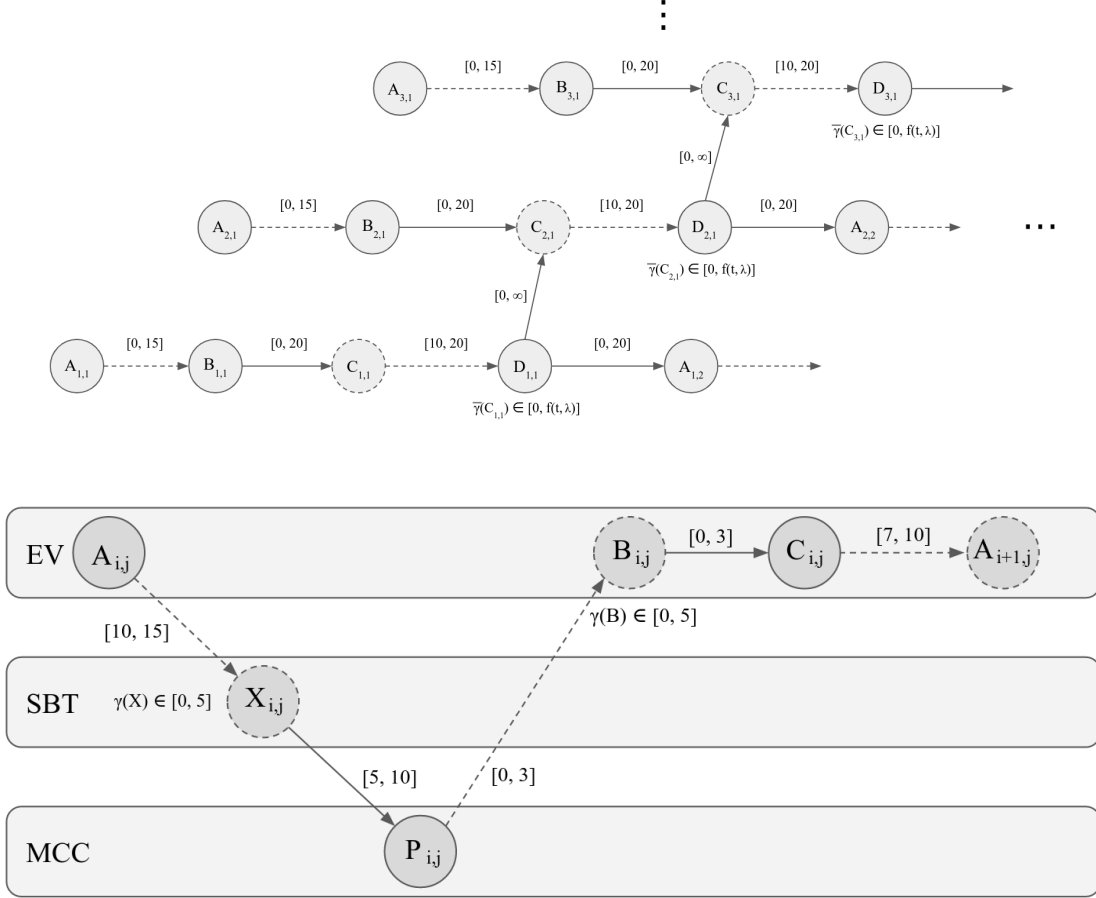 ⋮
[0, 15] [0, 20] [10, 20]
A3,1 B3,1 C3,1 D3,1
γ̅(C3,1) ∈ [0, f(t, λ)]
[0, ∞]
[0, 15] [0, 20] [10, 20] [0, 20]
A2,1 B2,1 C2,1 D2,1 A2,2 ...
γ̅(C2,1) ∈ [0, f(t, λ)]
[0, ∞]
[0, 15] [0, 20] [10, 20] [0, 20]
A1,1 B1,1 C1,1 D1,1 A1,2
γ̅(C1,1) ∈ [0, f(t, λ)]
EV Ai,j Bi,j [0, 3] Ci,j [7, 10] Ai+1,j
γ(B) ∈ [0, 5]
[10, 15]
SBT γ(X) ∈ [0, 5] Xi,j
[5, 10] [0, 3]
MCC Pi,j